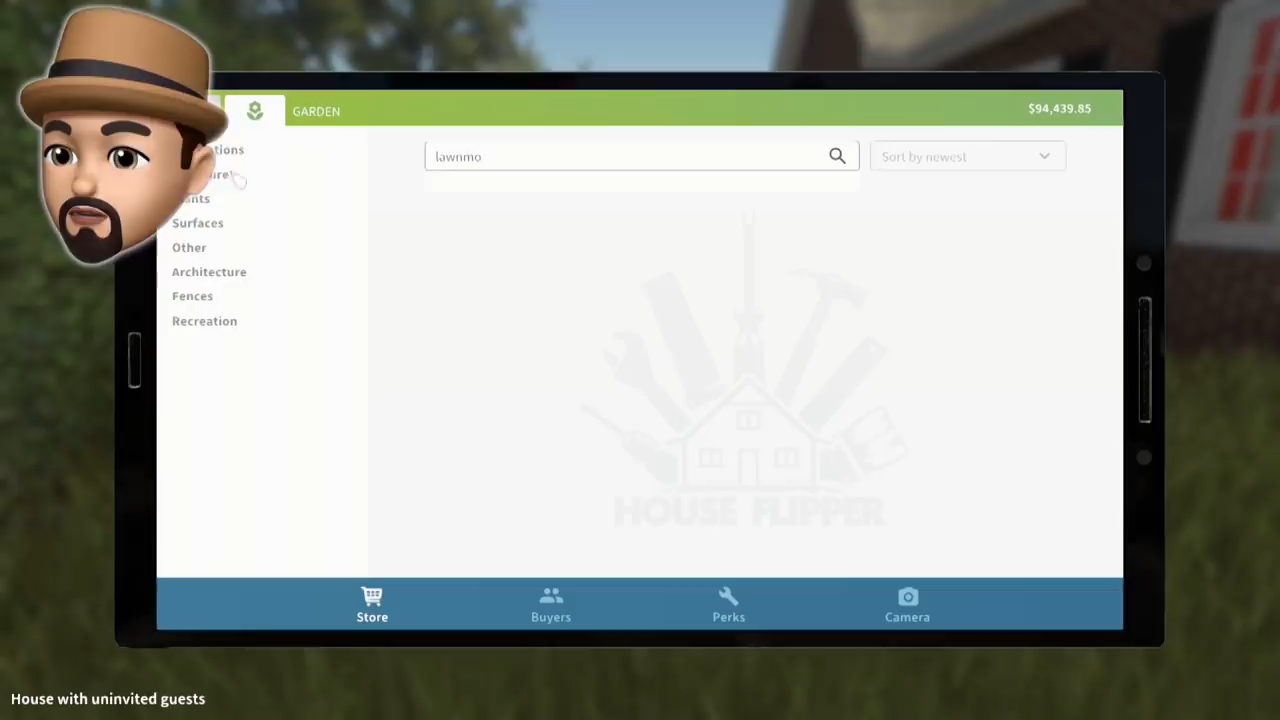 GARDEN
$94,439.85
lawnmo
Sort by newest
Surfaces
Other
Architecture
Fences
Recreation
HOUSE FLIPPER
Store
Buyers
Perks
Camera
House with uninvited guests